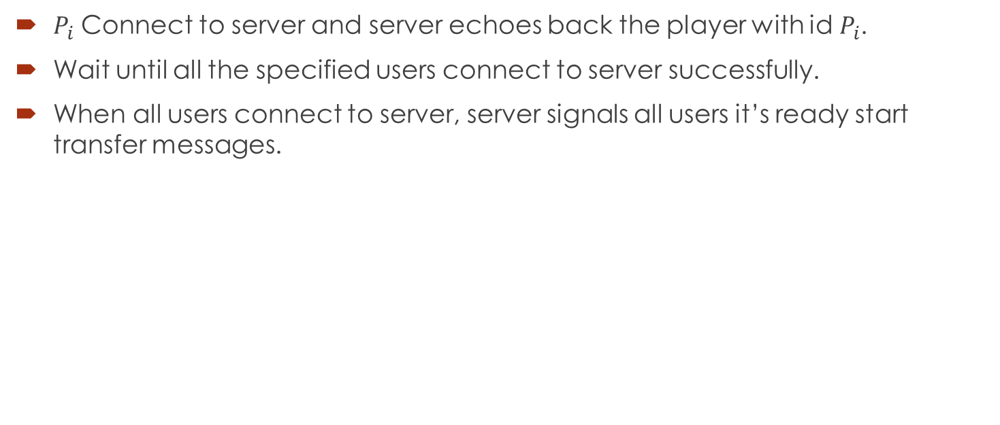 P_i Connect to server and server echoes back the player with id P_i.
Wait until all the specified users connect to server successfully.
When all users connect to server, server signals all users it’s ready start
transfer messages.